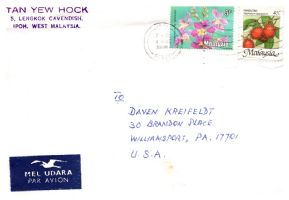 TAN YEW HOCK
5, LENGKOK CAVENDISH,
IPOH, WEST MALAYSIA.
Malaysia
Malaysia
TO
DAVEN KREIFELDT
30 BRANDON PLACE
WILLIAMSPORT, PA. 17701
U. S. A.
MEL UDARA
PAR AVION